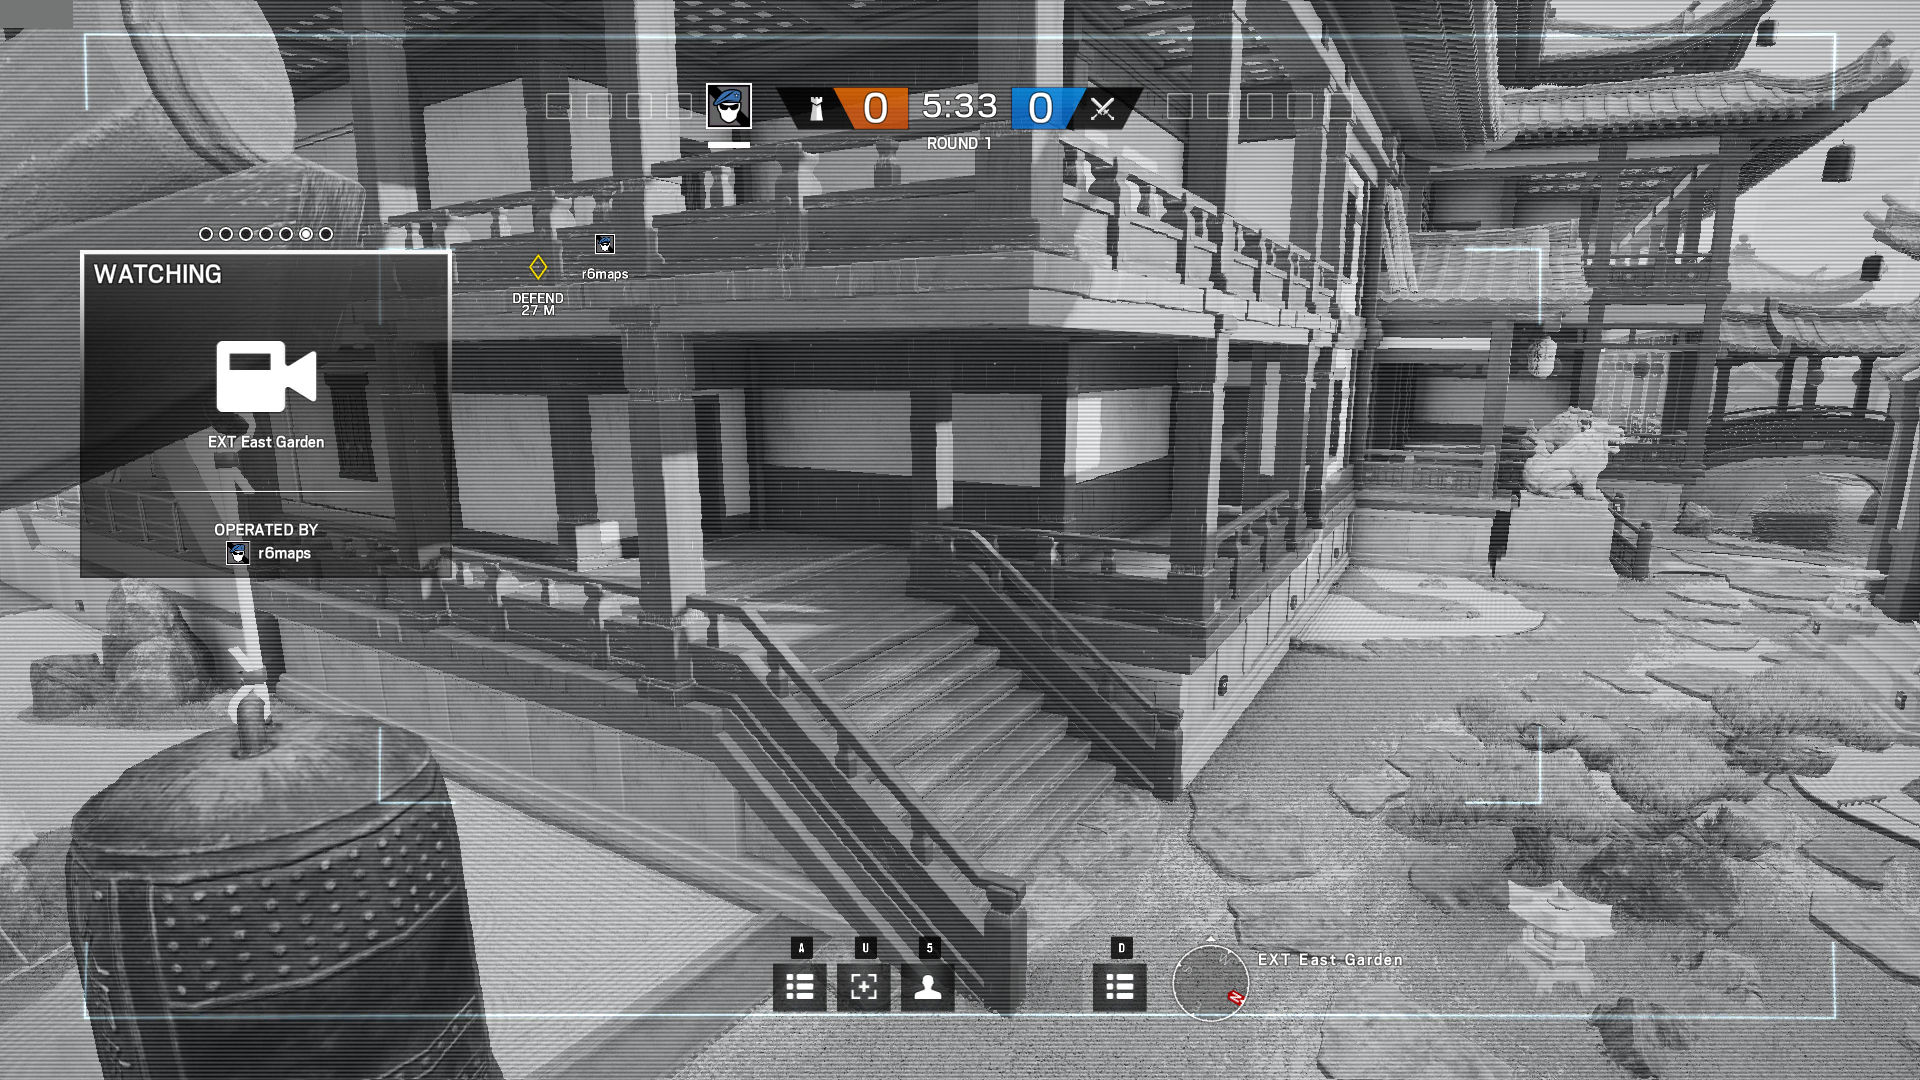 0 5:33 0
ROUND 1
WATCHING
r6maps
DEFEND
27 M
EXT East Garden
OPERATED BY
r6maps
A U 5 D
EXT East Garden
N